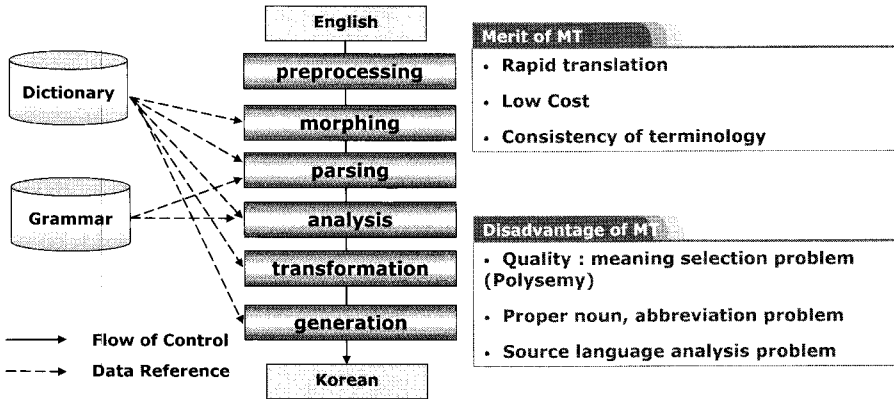 English
preprocessing
Dictionary
morphing
parsing
Grammar
analysis
transformation
generation
Flow of Control
Data Reference
Korean
Merit of MT
• Rapid translation
• Low Cost
• Consistency of terminology
Disadvantage of MT
• Quality : meaning selection problem
(Polysemy)
• Proper noun, abbreviation problem
• Source language analysis problem